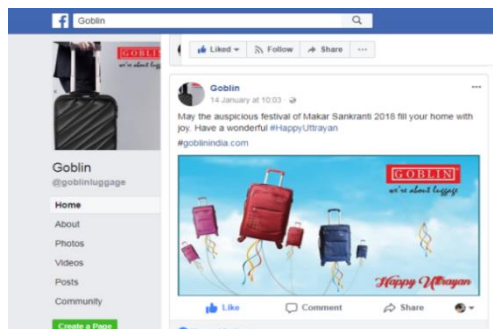 Goblin
Liked
Follow
Share
GOBLIN
we're about luggage
Goblin
@goblinluggage
Home
About
Photos
Videos
Posts
Community
Create a Page
Goblin
14 January at 10:03
May the auspicious festival of Makar Sankranti 2018 fill your home with
joy. Have a wonderful #HappyUttrayan
#goblinindia.com
GOBLIN
we're about luggage
Happy Uttrayan
Like
Comment
Share